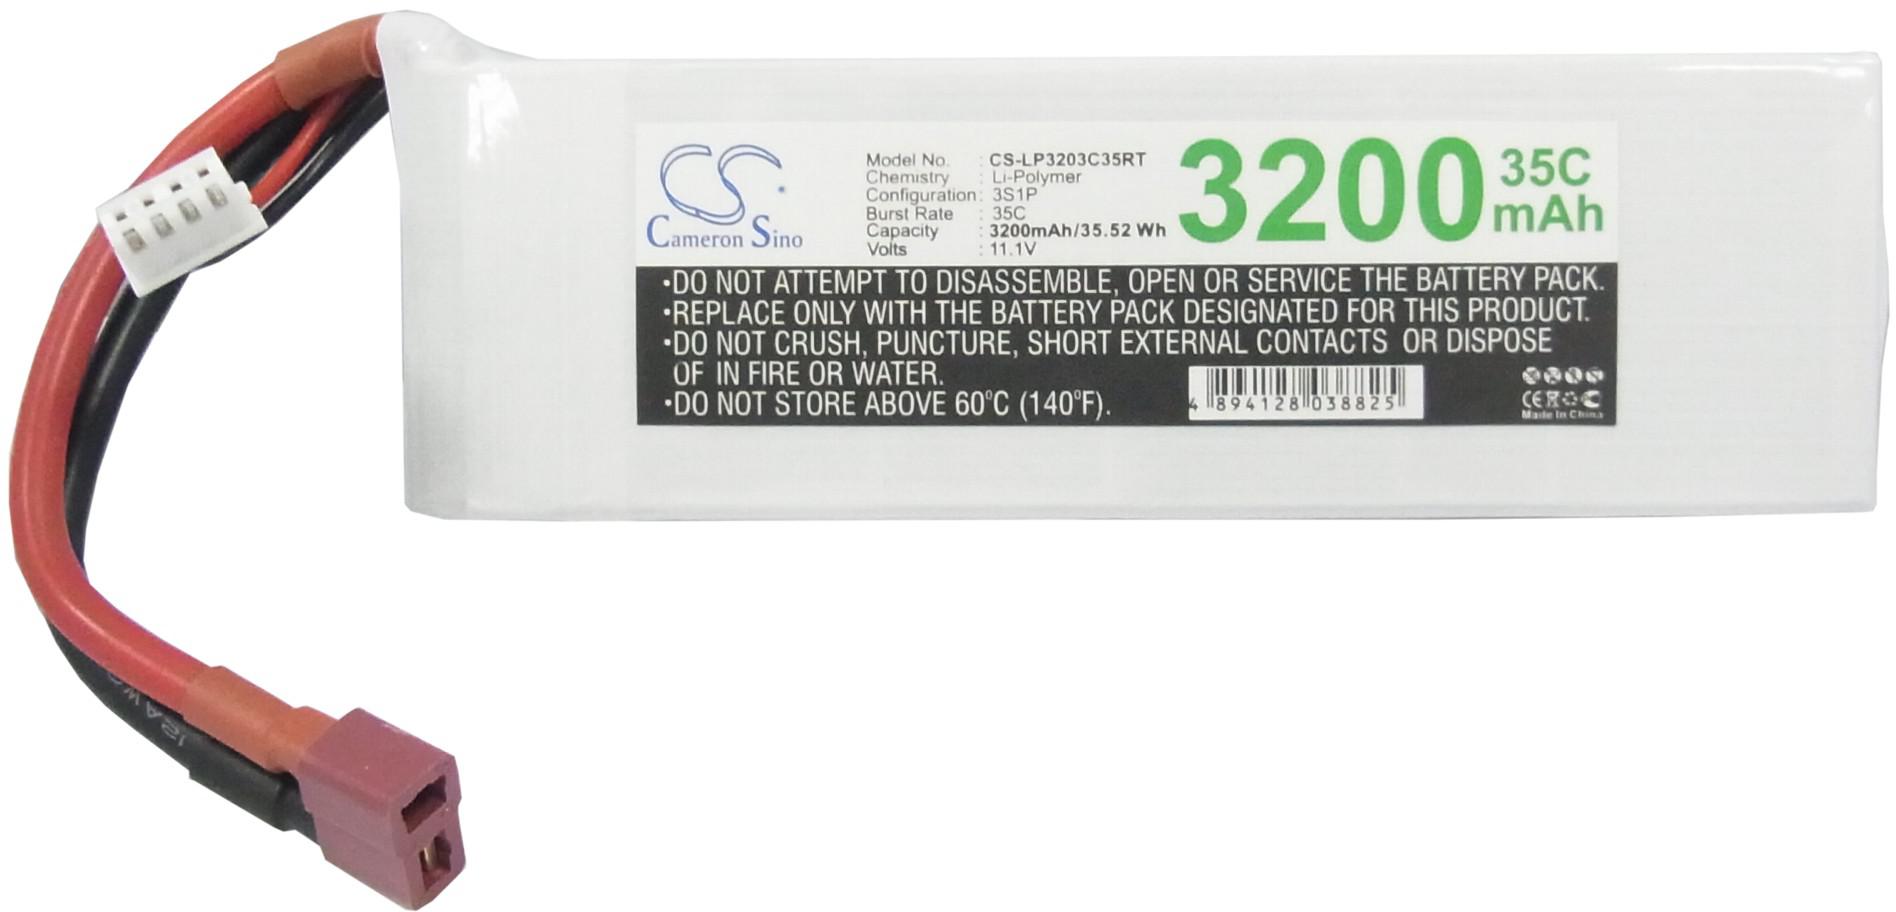 CS
Cameron Sino
Model No. : CS-LP3203C35RT
Chemistry : Li-Polymer
Configuration : 3S1P
Burst Rate : 35C
Capacity : 3200mAh/35.52 Wh
Volts : 11.1V
3200 35C
mAh
•DO NOT ATTEMPT TO DISASSEMBLE, OPEN OR SERVICE THE BATTERY PACK.
•REPLACE ONLY WITH THE BATTERY PACK DESIGNATED FOR THIS PRODUCT.
•DO NOT CRUSH, PUNCTURE, SHORT EXTERNAL CONTACTS OR DISPOSE
OF IN FIRE OR WATER.
•DO NOT STORE ABOVE 60°C (140°F).
4 894128 038825
CE
Made In China
12AWG